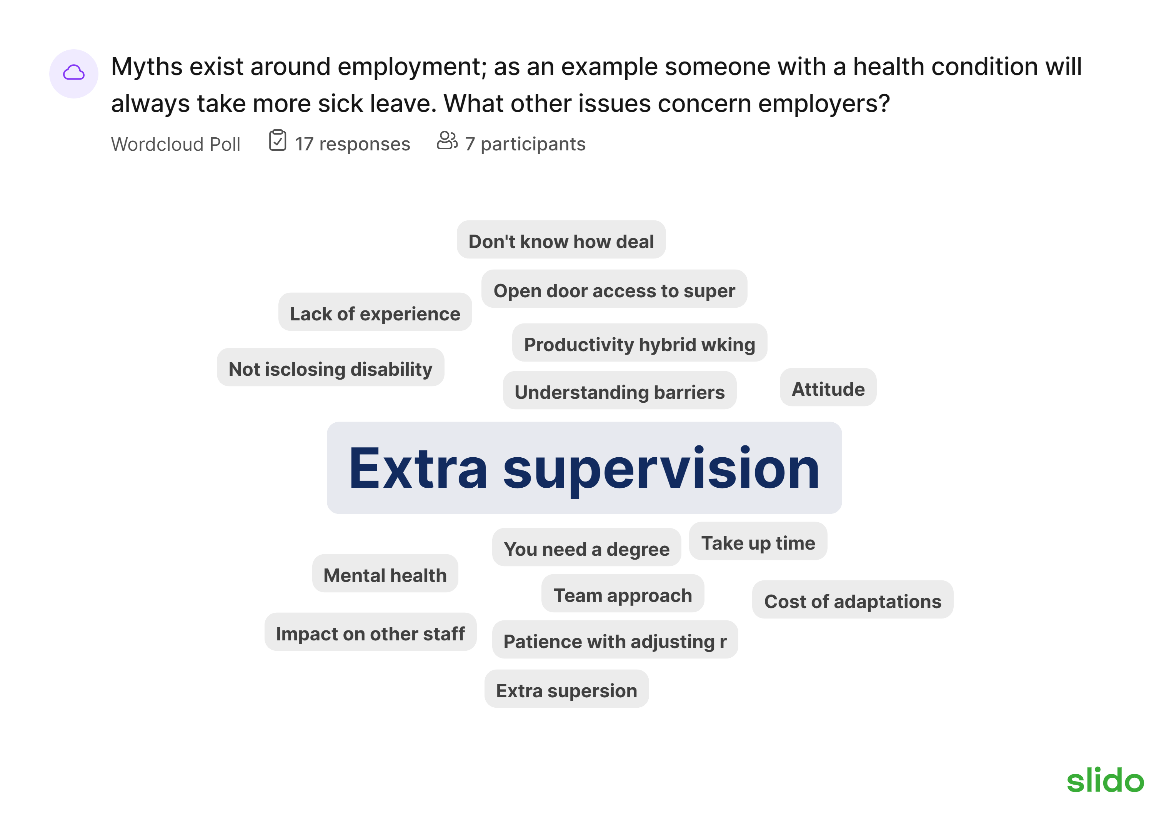 Myths exist around employment; as an example someone with a health condition will
always take more sick leave. What other issues concern employers?
Wordcloud Poll 17 responses 7 participants
Don't know how deal
Open door access to super
Lack of experience
Productivity hybrid wking
Not isclosing disability
Understanding barriers
Attitude
Extra supervision
You need a degree
Take up time
Mental health
Team approach
Cost of adaptations
Impact on other staff
Patience with adjusting r
Extra supersion
slido